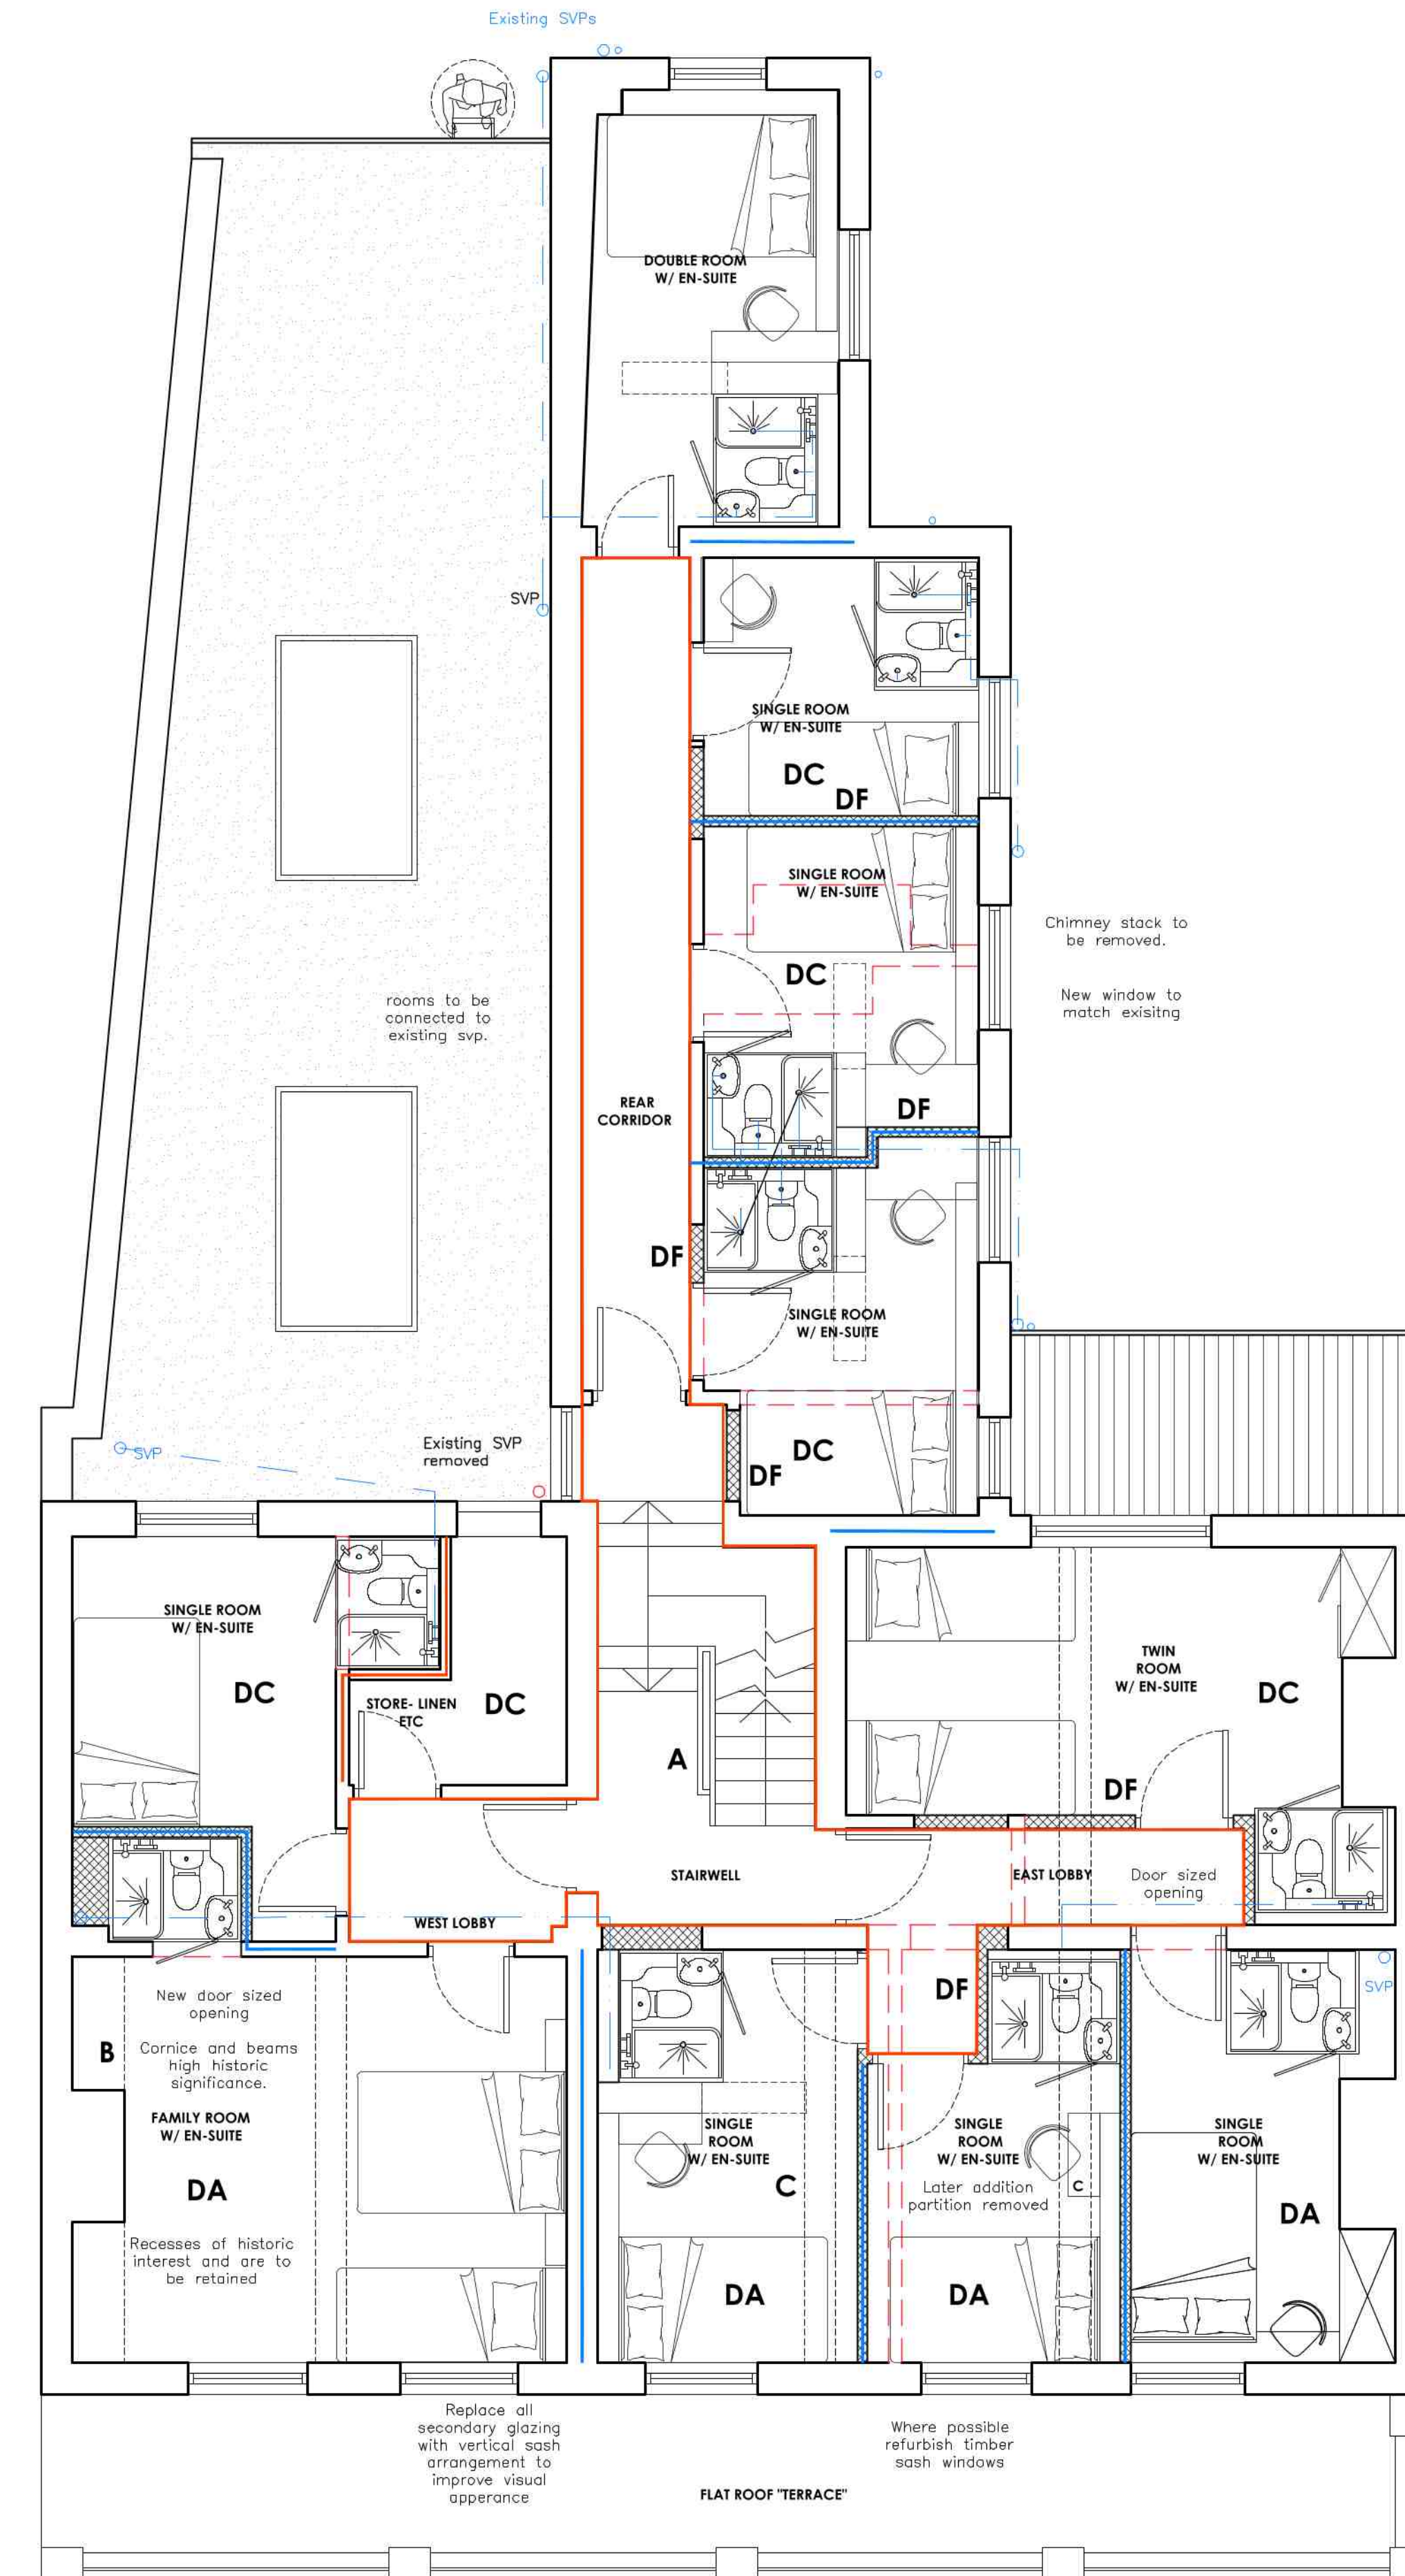 Existing SVPs
DOUBLE ROOM
W/ EN-SUITE
SVP
SINGLE ROOM
W/ EN-SUITE
DC
DF
SINGLE ROOM
W/ EN-SUITE
Chimney stack to
be removed.
DC
New window to
match exisitng
rooms to be
connected to
existing svp.
REAR
CORRIDOR
DF
DF
SINGLE ROOM
W/ EN-SUITE
Existing SVP
removed
SVP
DC
DF
SINGLE ROOM
W/ EN-SUITE
DC
STORE- LINEN
ETC
DC
TWIN
ROOM
W/ EN-SUITE
DC
A
DF
STAIRWELL
EAST LOBBY
Door sized
opening
WEST LOBBY
SVP
DF
New door sized
opening
B
Cornice and beams
high historic
significance.
FAMILY ROOM
W/ EN-SUITE
DA
Recesses of historic
interest and are to
be retained
SINGLE
ROOM
W/ EN-SUITE
C
DA
SINGLE
ROOM
W/ EN-SUITE
Later addition
partition removed
C
DA
SINGLE
ROOM
W/ EN-SUITE
DA
Replace all
secondary glazing
with vertical sash
arrangement to
improve visual
apperance
Where possible
refurbish timber
sash windows
FLAT ROOF "TERRACE"